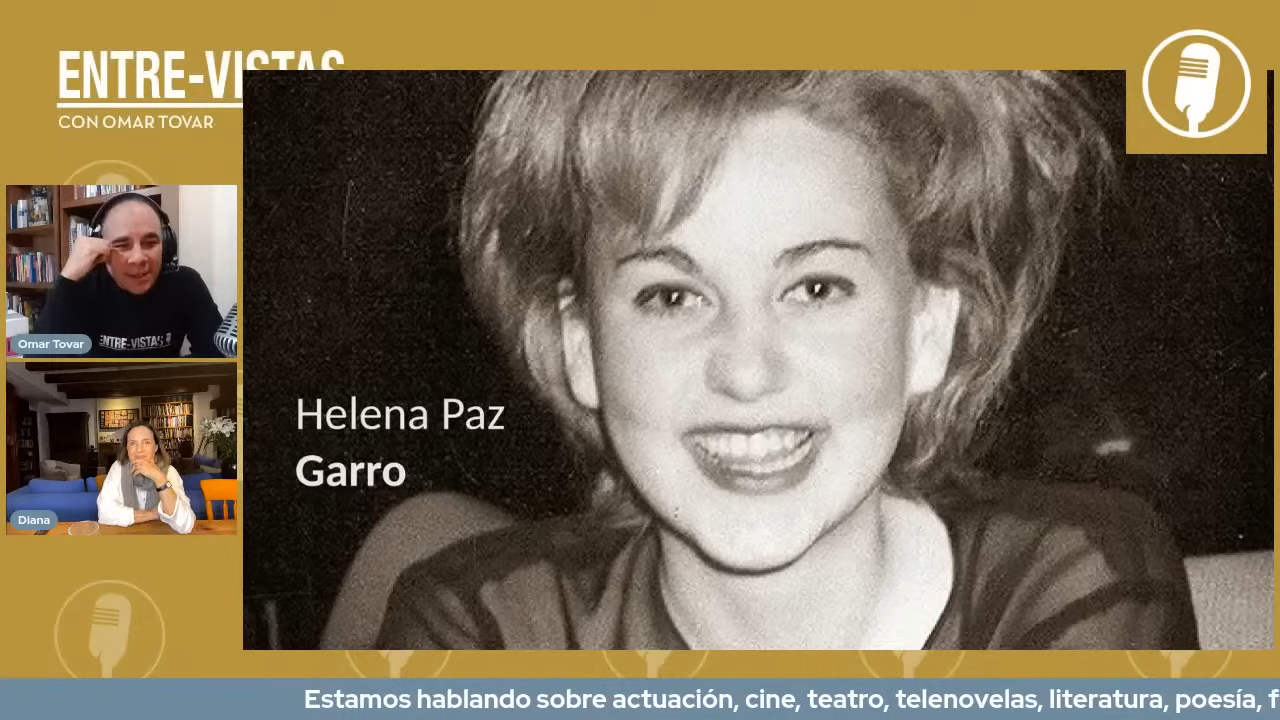 ENTRE-VISTAS
CON OMAR TOVAR
ENTRE-VISTAS
Omar Tovar
Diana
Helena Paz
Garro
Estamos hablando sobre actuación, cine, teatro, telenovelas, literatura, poesía, f